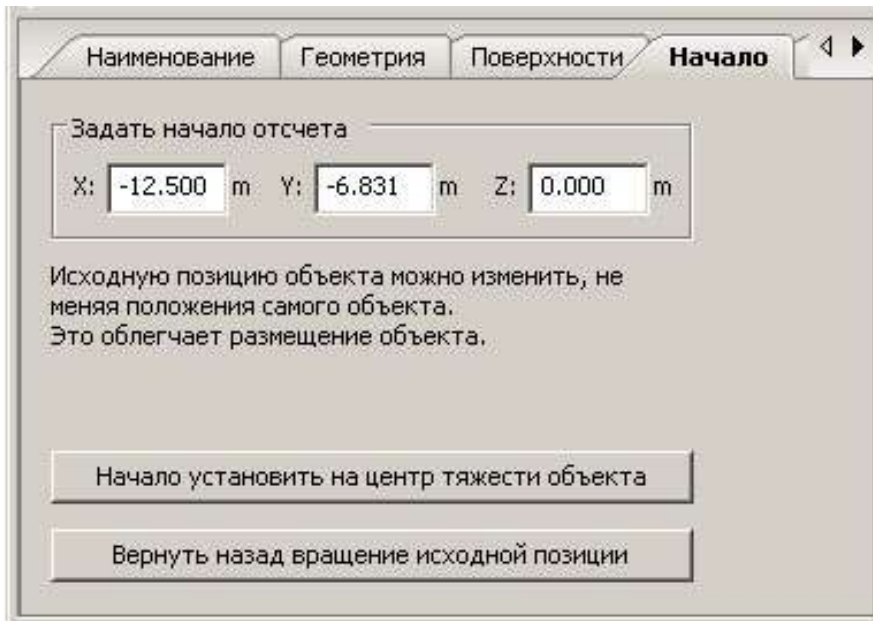 Наименование Геометрия Поверхности Начало
Задать начало отсчета
X: -12.500 m Y: -6.831 m Z: 0.000 m
Исходную позицию объекта можно изменить, не
меняя положения самого объекта.
Это облегчает размещение объекта.
Начало установить на центр тяжести объекта
Вернуть назад вращение исходной позиции